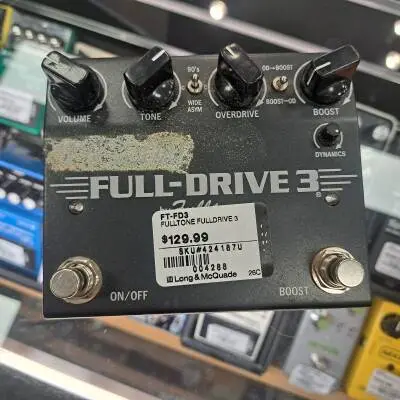 90's
OD→BOOST
WIDE
ASYM
BOOST→OD
VOLUME
TONE
OVERDRIVE
BOOST
DYNAMICS
FULL-DRIVE 3®
FT-FD3
FULLTONE FULLDRIVE 3
$129.99
SKU#424187U
004288
Long & McQuade
26C
ON/OFF
BOOST